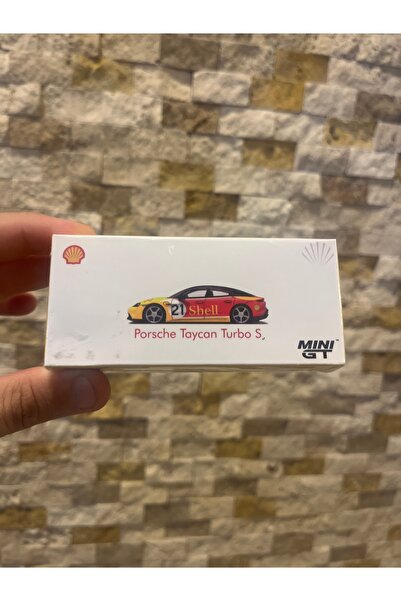 21 Shell
Porsche Taycan Turbo S
MINI
GT